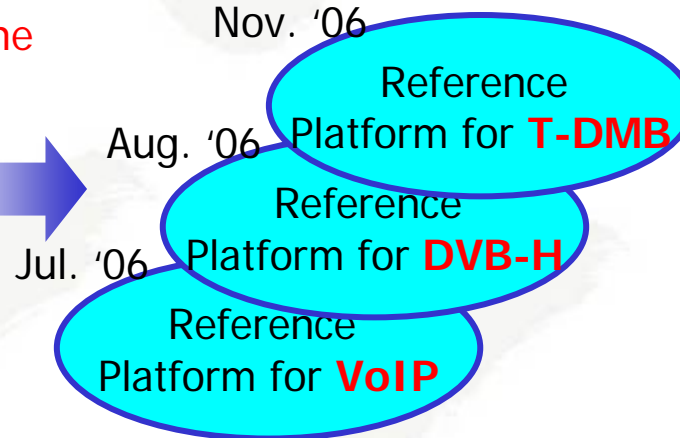 ne
Nov. ‘06
Reference
Platform for T-DMB
Aug. ‘06
Reference
Platform for DVB-H
Jul. ‘06
Reference
Platform for VoIP